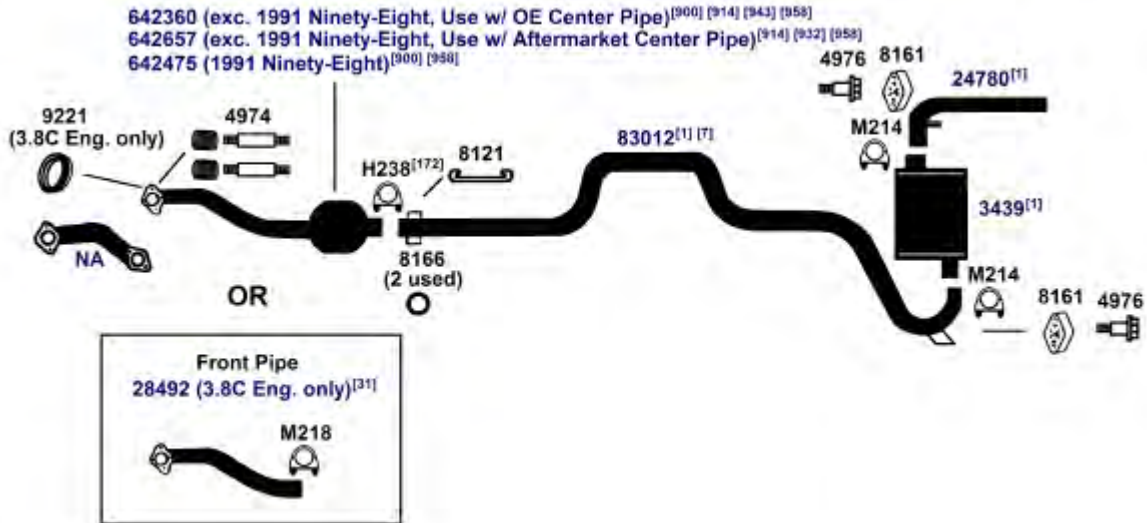 642360 (exc. 1991 Ninety-Eight, Use w/ OE Center Pipe)[900] [914] [943] [958]
642657 (exc. 1991 Ninety-Eight, Use w/ Aftermarket Center Pipe)[914] [932] [958]
642475 (1991 Ninety-Eight)[900] [958]
4976 8161
24780[1]
9221
(3.8C Eng. only)
4974
M214
83012[1] [7]
H238[172]
8121
3439[1]
NA
8166
(2 used)
M214
OR
8161 4976
Front Pipe
28492 (3.8C Eng. only)[31]
M218